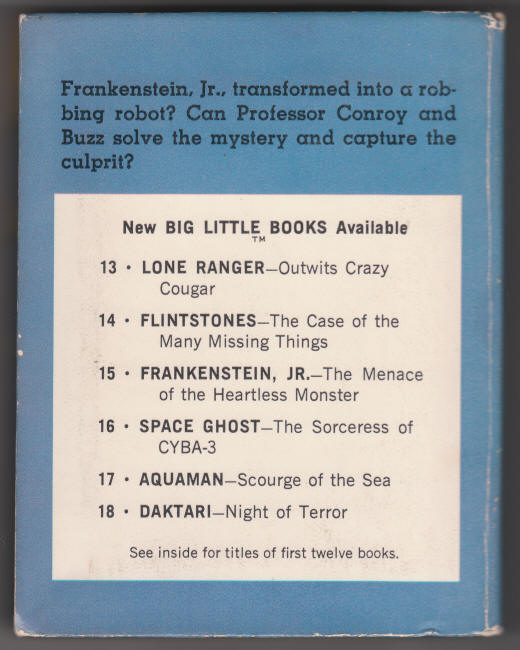 Frankenstein, Jr., transformed into a rob-
bing robot? Can Professor Conroy and
Buzz solve the mystery and capture the
culprit?
New BIG LITTLE BOOKS Available
TM
13 • LONE RANGER—Outwits Crazy
Cougar
14 • FLINTSTONES—The Case of the
Many Missing Things
15 • FRANKENSTEIN, JR.—The Menace
of the Heartless Monster
16 • SPACE GHOST—The Sorceress of
CYBA-3
17 • AQUAMAN—Scourge of the Sea
18 • DAKTARI—Night of Terror
See inside for titles of first twelve books.